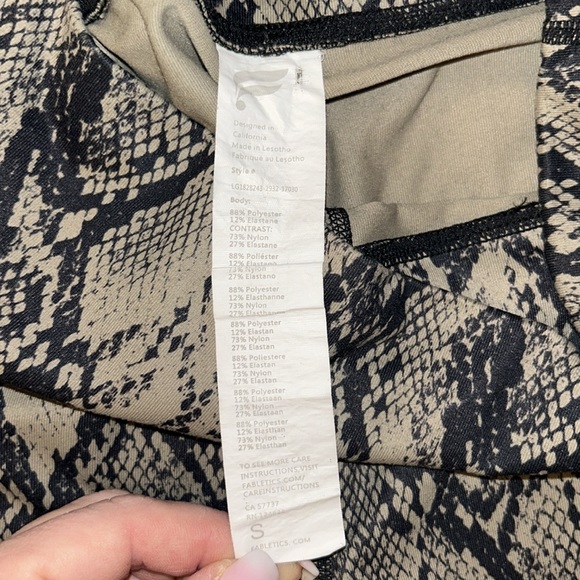 Designed in
California
Made in Lesotho
Fabriqué au Lesotho
Style #
Body:
88% Polyester
12% Elastane
CONTRAST:
73% Nylon
27% Elastane
88% Poliéster
12% Elastano
73% Nylon
27% Elastano
88% Polyester
12% Elasthanne
73% Nylon
27% Elasthanne
88% Polyester
12% Elastan
73% Nylon
27% Elastan
88% Poliestere
12% Elastan
73% Nylon
27% Elastan
88% Polyester
12% Elastaan
73% Nylon
27% Elastaan
88% Polyester
12% Elasthan
73% Nylon
27% Elasthan
TO SEE MORE CARE
INSTRUCTIONS,VISIT
FABLETICS.COM/
CAREINSTRUCTIONS
CA 57737
RN
S
FABLETICS.COM